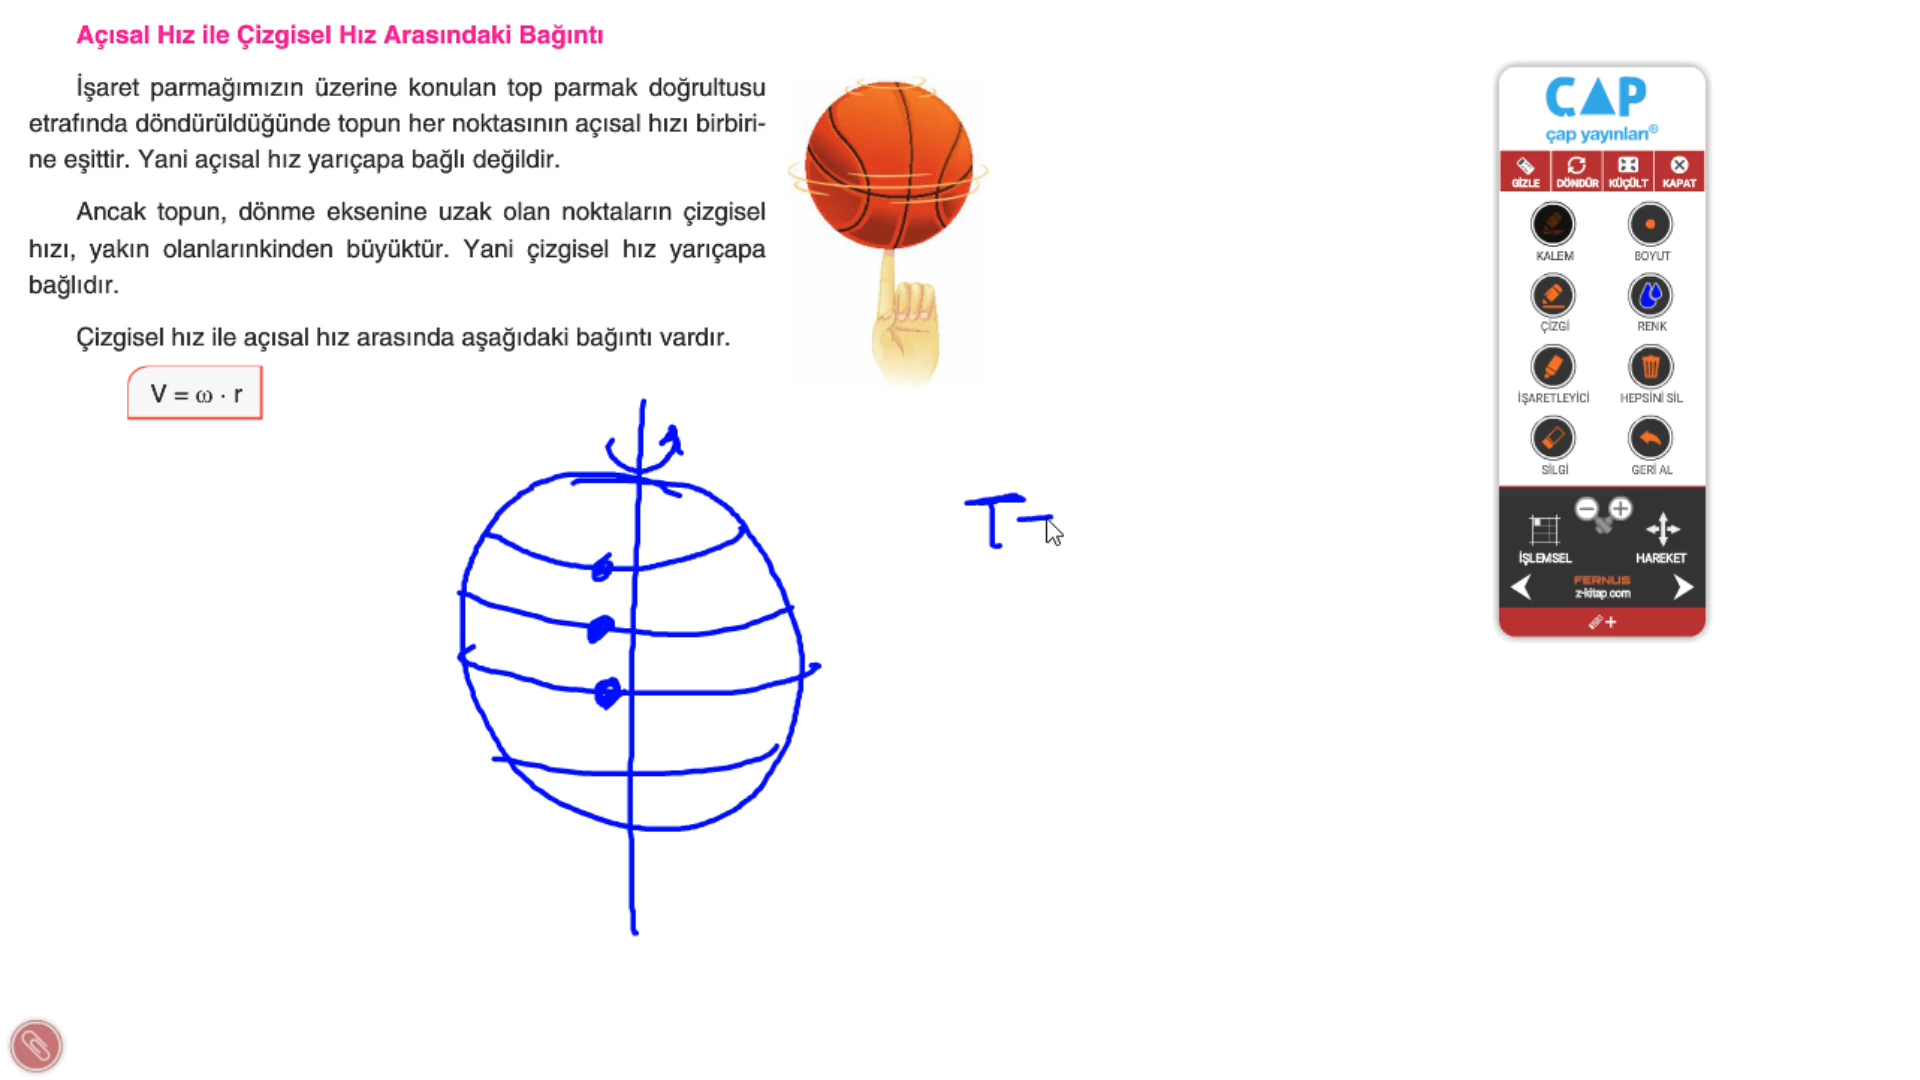 Açısal Hız ile Çizgisel Hız Arasındaki Bağıntı
İşaret parmağımızın üzerine konulan top parmak doğrultusu
etrafında döndürüldüğünde topun her noktasının açısal hızı birbiri-
ne eşittir. Yani açısal hız yarıçapa bağlı değildir.
Ancak topun, dönme eksenine uzak olan noktaların çizgisel
hızı, yakın olanlarınkinden büyüktür. Yani çizgisel hız yarıçapa
bağlıdır.
Çizgisel hız ile açısal hız arasında aşağıdaki bağıntı vardır.
V = ω · r
T-
ÇAP
çap yayınları®
GİZLE DÖNDÜR KÜÇÜLT KAPAT
KALEM BOYUT
ÇİZGİ RENK
İŞARETLEYİCİ HEPSİNİ SİL
SİLGİ GERİ AL
İŞLEMSEL HAREKET
FERNUS
z-kitap.com